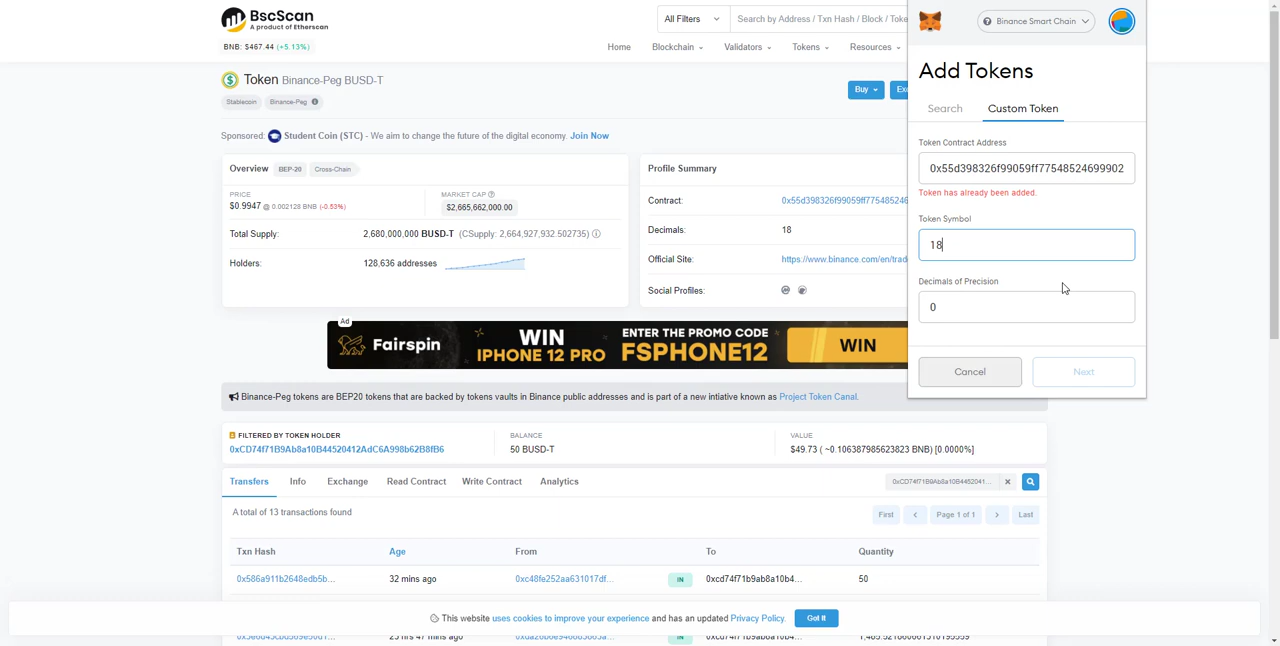 BscScan
A product of Etherscan
All Filters
Search by Address / Txn Hash / Block / Toke
BNB: $467.44 (+5.13%)
Home
Blockchain
Validators
Tokens
Resources
Token Binance-Peg BUSD-T
Stablecoin
Binance-Peg
Buy
Exc
Sponsored:
Student Coin (STC) - We aim to change the future of the digital economy. Join Now
Overview
BEP-20
Cross-Chain
PRICE
$0.9947 @ 0.002128 BNB (-0.53%)
MARKET CAP
$2,665,662,000.00
Total Supply:
2,680,000,000 BUSD-T (CSupply: 2,664,927,932.502735)
Holders:
128,636 addresses
Profile Summary
Contract:
0x55d398326f99059ff775485246
Decimals:
18
Official Site:
https://www.binance.com/en/trad
Social Profiles:
Ad
Fairspin
WIN
IPHONE 12 PRO
ENTER THE PROMO CODE
FSPHONE12
WIN
Binance-Peg tokens are BEP20 tokens that are backed by tokens vaults in Binance public addresses and is part of a new intiative known as Project Token Canal.
FILTERED BY TOKEN HOLDER
0xCD74f71B9Ab8a10B44520412AdC6A998b62B8fB6
BALANCE
50 BUSD-T
VALUE
$49.73 ( ~0.106387985623823 BNB) [0.0000%]
Transfers
Info
Exchange
Read Contract
Write Contract
Analytics
0xCD74f71B9Ab8a10B4452041...
A total of 13 transactions found
First
Page 1 of 1
Last
Txn Hash
Age
From
To
Quantity
0x586a911b2648edb5b...
32 mins ago
0xc48fe252aa631017df...
IN
0xcd74f71b9ab8a10b4...
50
This website uses cookies to improve your experience and has an updated Privacy Policy.
Got It
Binance Smart Chain
Add Tokens
Search
Custom Token
Token Contract Address
0x55d398326f99059ff77548524699902
Token has already been added.
Token Symbol
18
Decimals of Precision
0
Cancel
Next